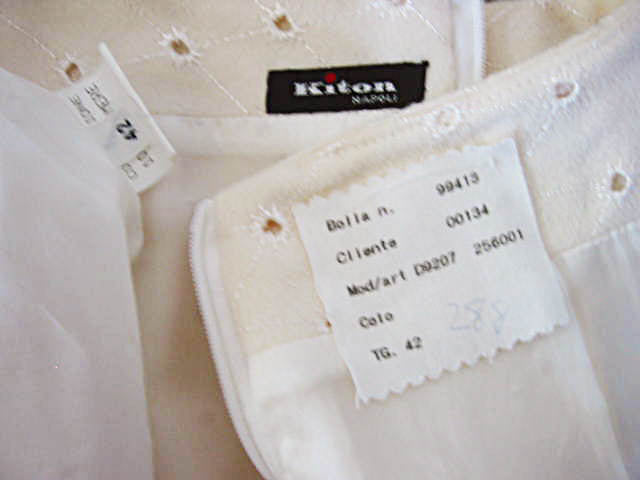 Kiton
NAPOLI
42
Bolla n. 99413
Cliente 00134
Mod/art D9207 256001
Colo 288
TG. 42